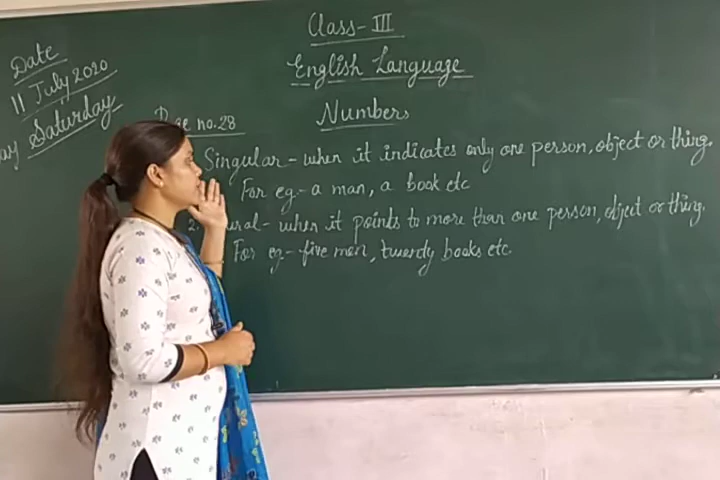 Class-III
Date
11 July 2020
Saturday
English Language
Numbers
no.28
Singular - when it indicates only one person, object or thing.
For eg.- a man, a book etc
2. ural - when it points to more than one person, object or thing.
For eg.- five men, twenty books etc.